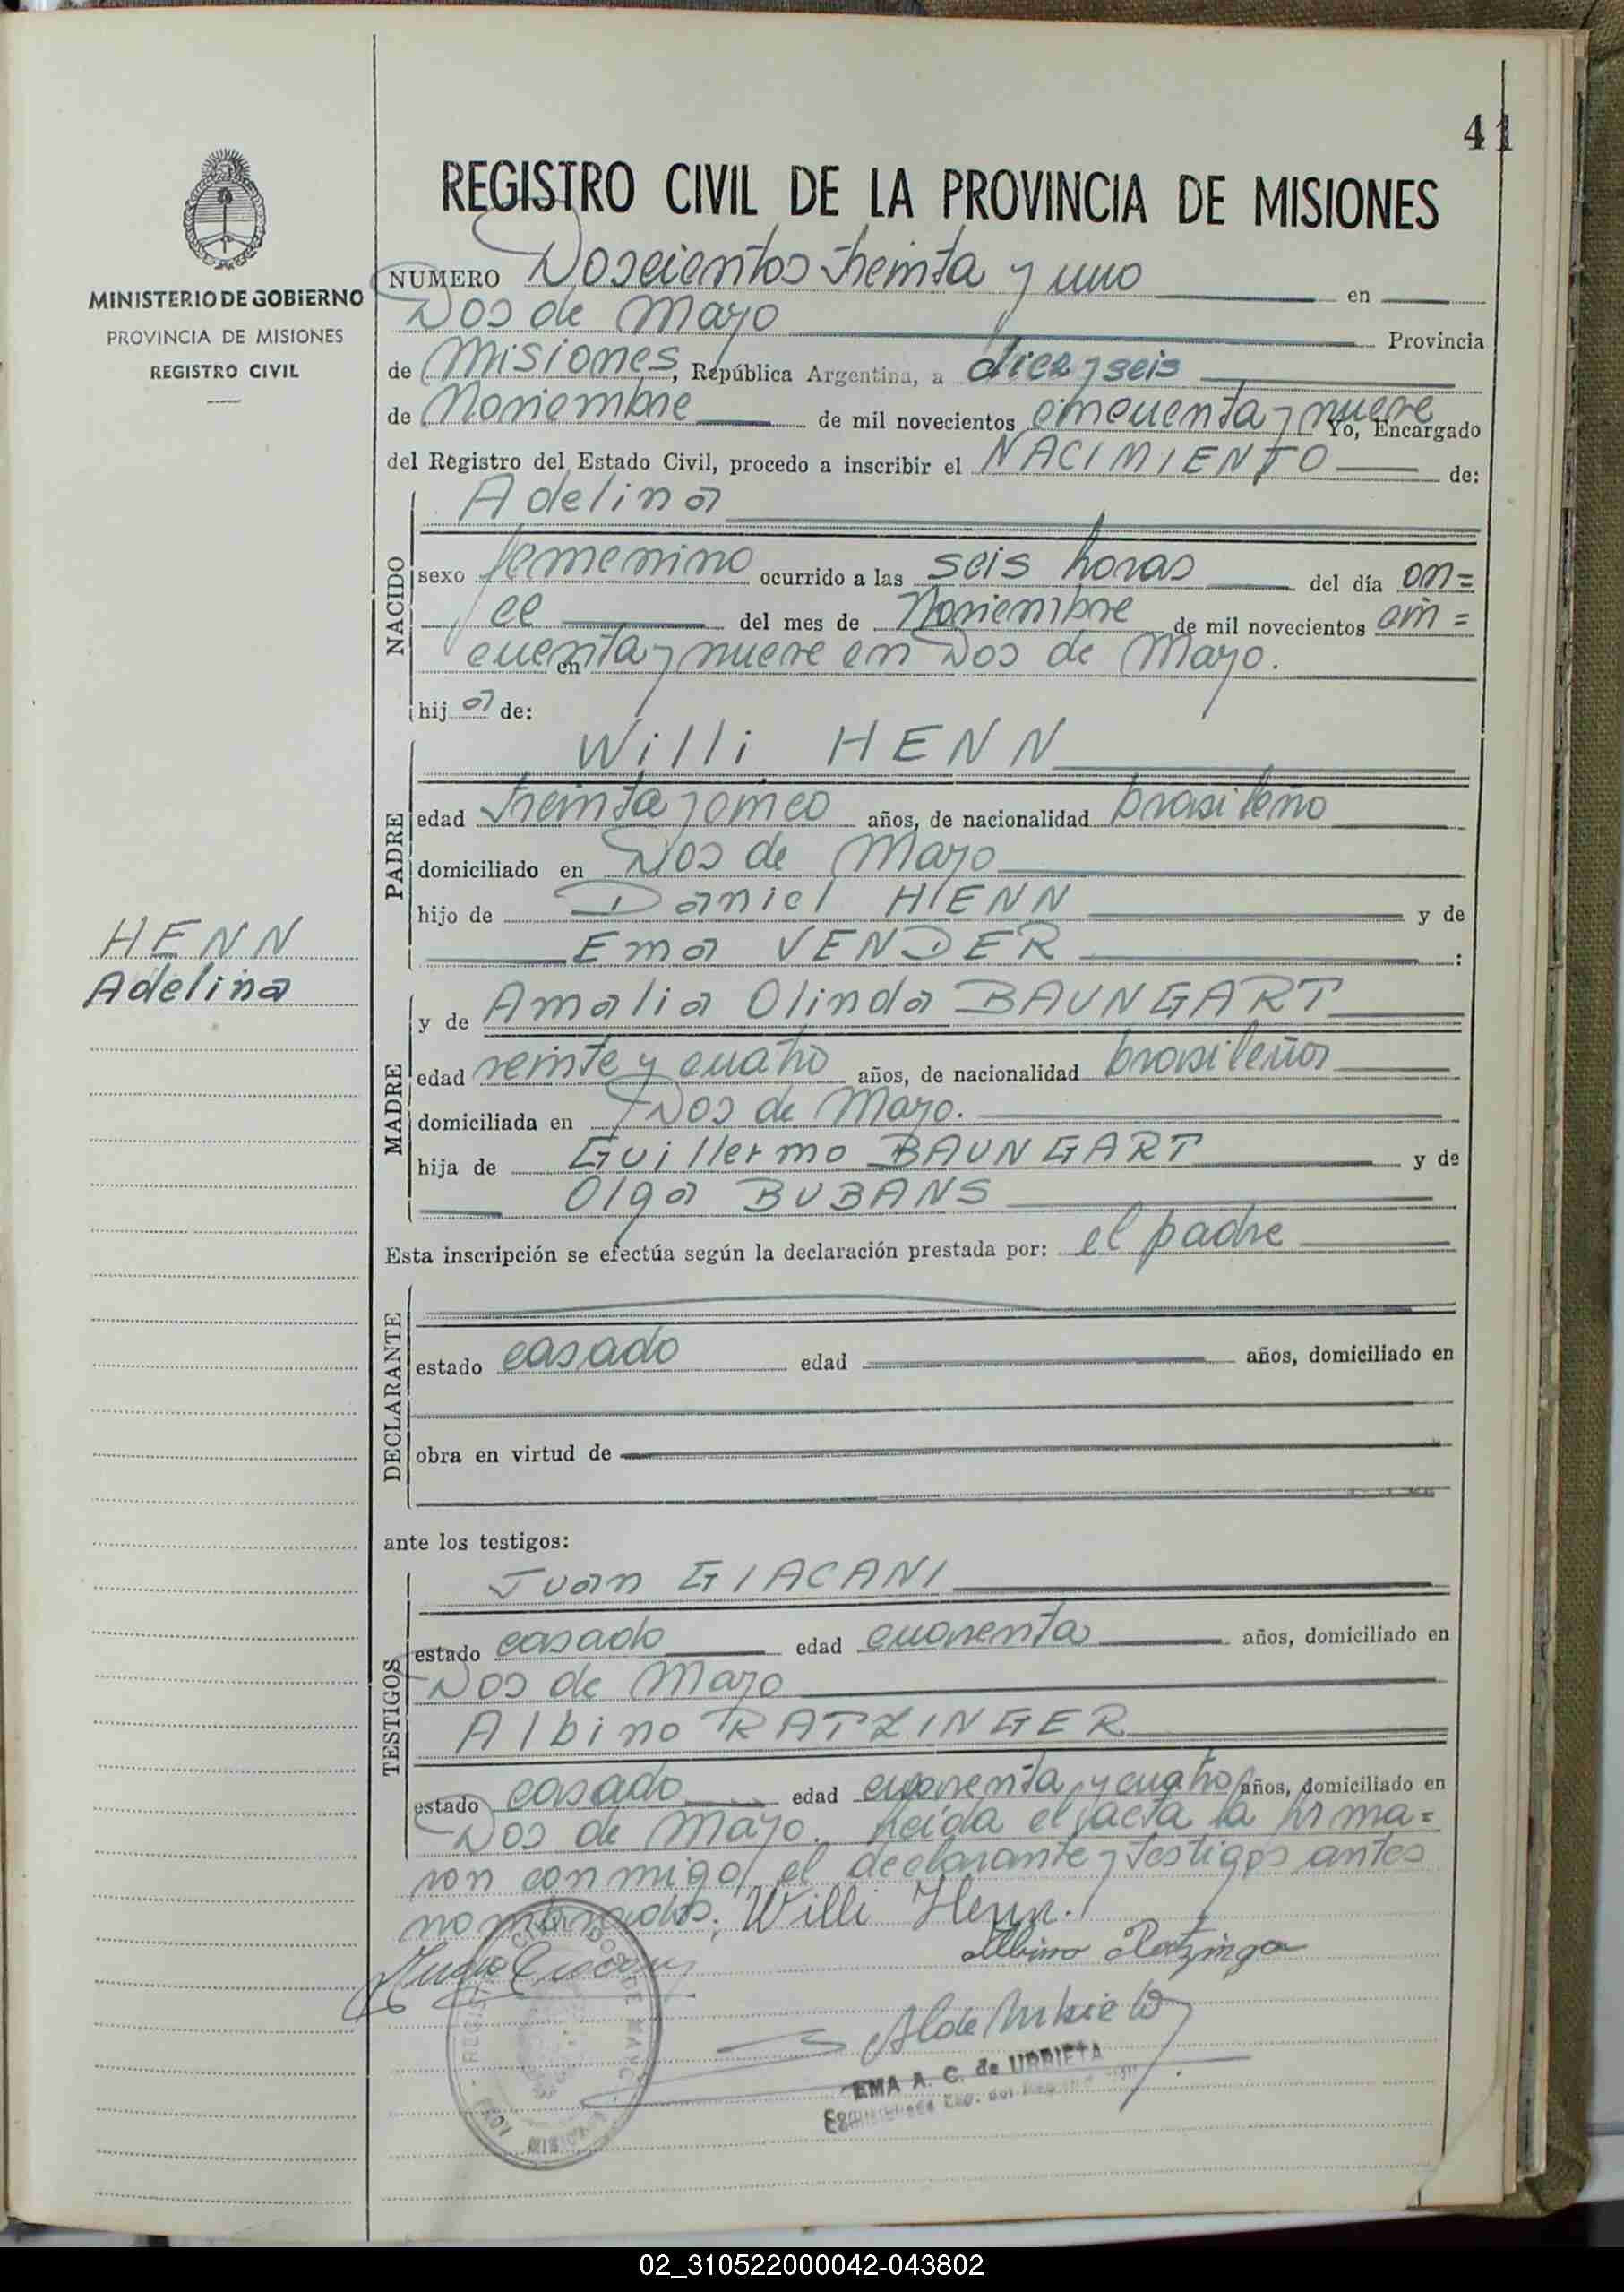 41
MINISTERIO DE GOBIERNO
PROVINCIA DE MISIONES
REGISTRO CIVIL
REGISTRO CIVIL DE LA PROVINCIA DE MISIONES
NUMERO Doscientos treinta y uno en
Dos de Mayo Provincia
de Misiones, República Argentina, a diez y seis
de Noviembre de mil novecientos cincuenta y nueve Yo, Encargado
del Registro del Estado Civil, procedo a inscribir el NACIMIENTO de:
NACIDO
Adelina
sexo femenino ocurrido a las seis horas del día on=
ce del mes de Noviembre de mil novecientos cin=
cuenta y nueve en Dos de Mayo.
en
hija de:
PADRE
Willi HENN
edad treinta y cinco años, de nacionalidad brasileño
domiciliado en Dos de Mayo
hijo de Daniel HENN y de
Ema VENDER :
HENN
Adelina
MADRE
y de Amalia Olinda BAUNGART
edad veinte y cuatro años, de nacionalidad brasileña
domiciliada en Dos de Mayo.
hija de Guillermo BAUNGART y de
Olga BUBANS
Esta inscripción se efectúa según la declaración prestada por: el padre
DECLARANTE
estado casado edad años, domiciliado en
obra en virtud de
ante los testigos:
TESTIGOS
Juan GIACANI
estado casado edad cuarenta años, domiciliado en
Dos de Mayo
Albino RATZINGER
estado casado edad cuarenta y cuatro años, domiciliado en
Dos de Mayo. Leída el acta la firma=
ron conmigo el declarante y testigos antes
nombrados. Willi Henn.
Albino Ratzinger
EMA A. C. de URRIETA
02_310522000042-043802